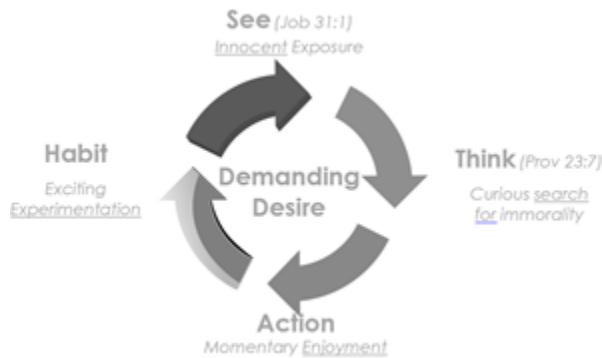 See (Job 31:1)
Innocent Exposure
Think (Prov 23:7)
Curious search
for immorality
Action
Momentary Enjoyment
Habit
Exciting
Experimentation
Demanding
Desire